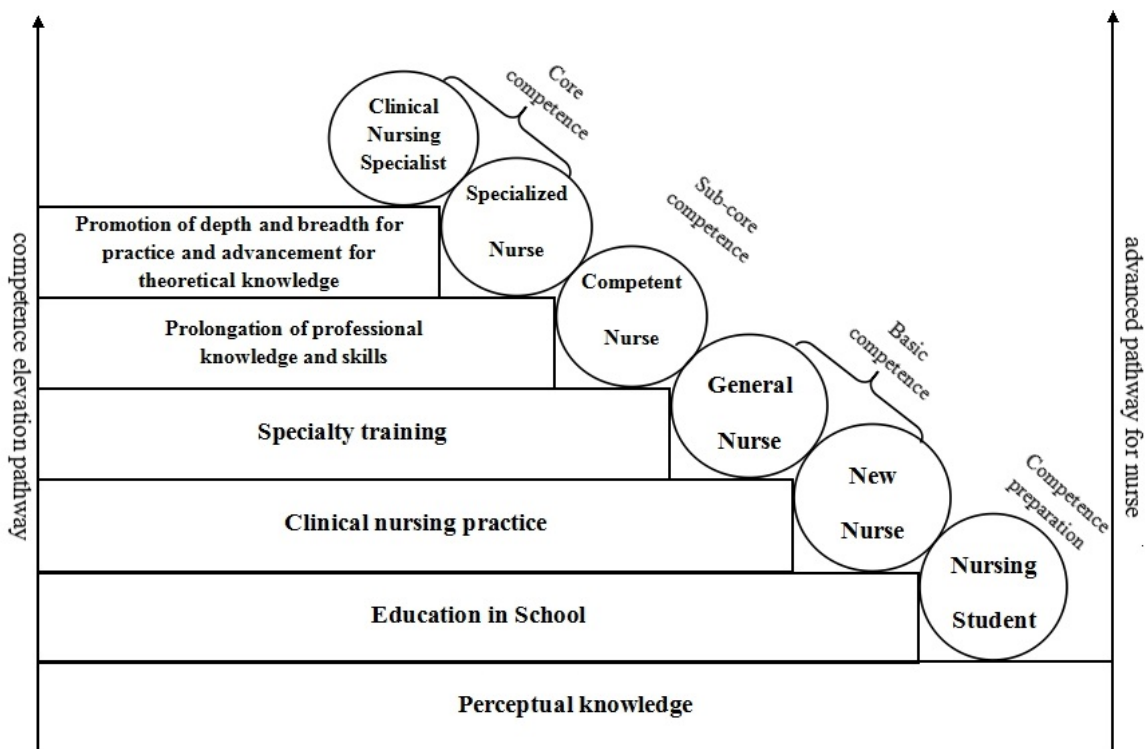 Core
competence
Clinical
Nursing
Specialist
Specialized
Nurse
Sub-core
competence
Promotion of depth and breadth for
practice and advancement for
theoretical knowledge
Competent
Nurse
Prolongation of professional
knowledge and skills
Basic
competence
General
Nurse
Specialty training
New
Nurse
Competence
preparation
Clinical nursing practice
Nursing
Student
Education in School
Perceptual knowledge
competence elevation pathway
advanced pathway for nurse